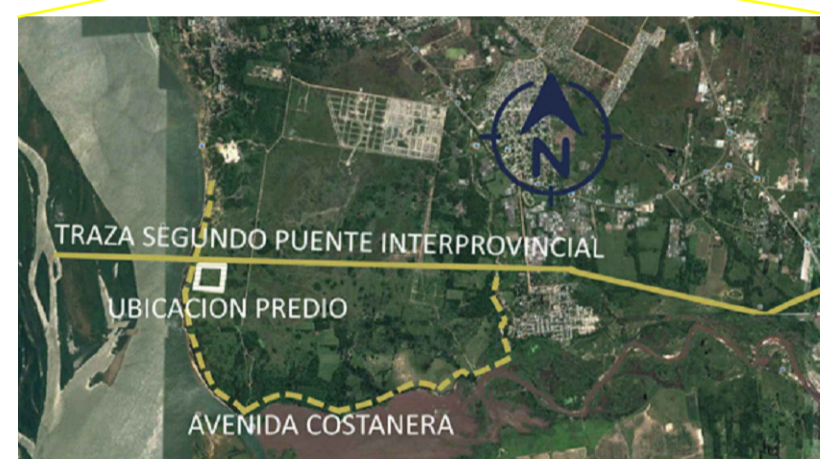 N
TRAZA SEGUNDO PUENTE INTERPROVINCIAL
UBICACION PREDIO
AVENIDA COSTANERA